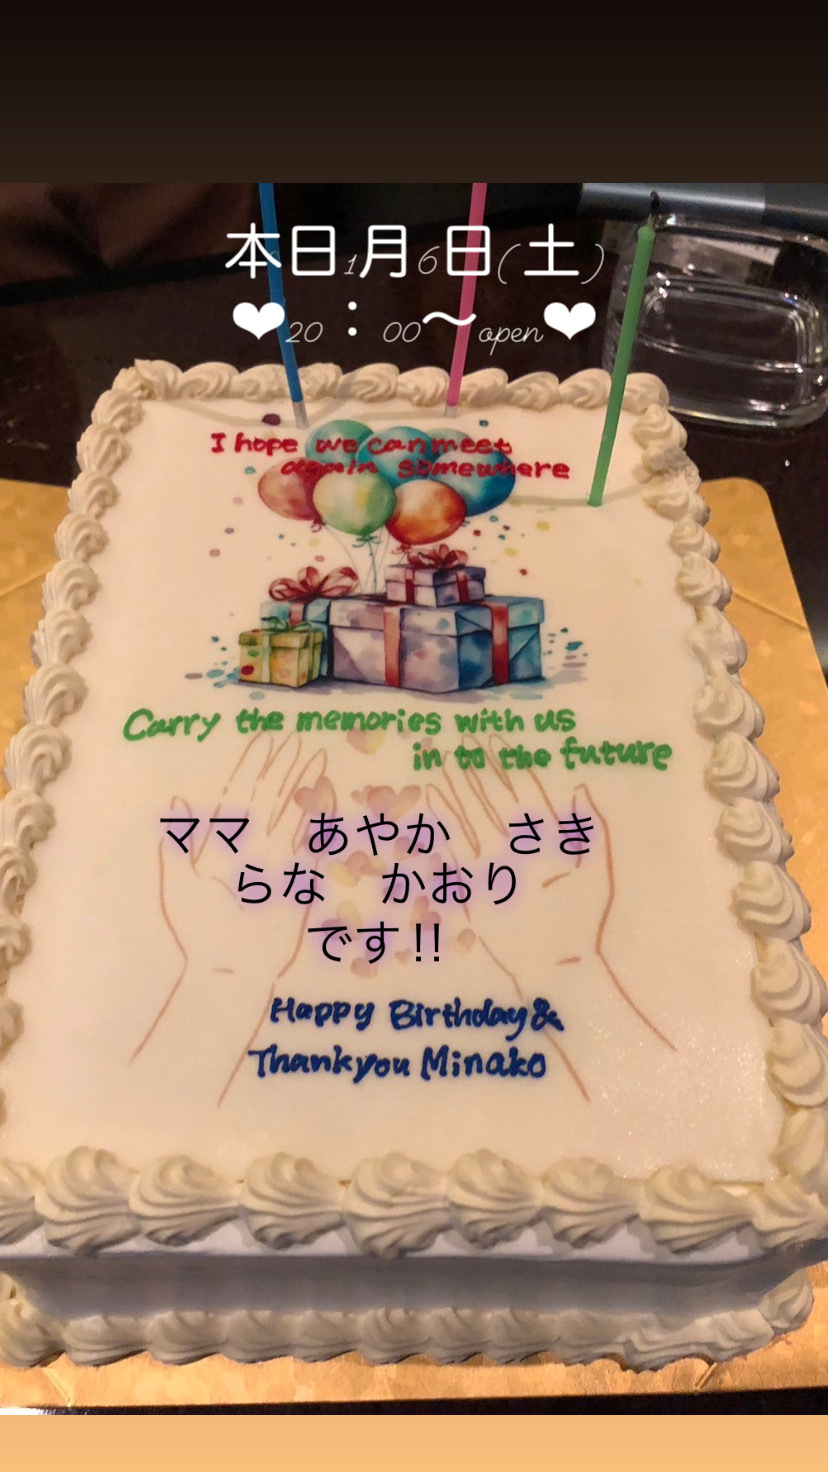 本日1月6日(土)
❤20：00〜open❤
I hope we can meet
again somewhere
Carry the memories with us
in to the future
ママ　あやか　さき
らな　かおり
です!!
Happy Birthday &
Thankyou Minako